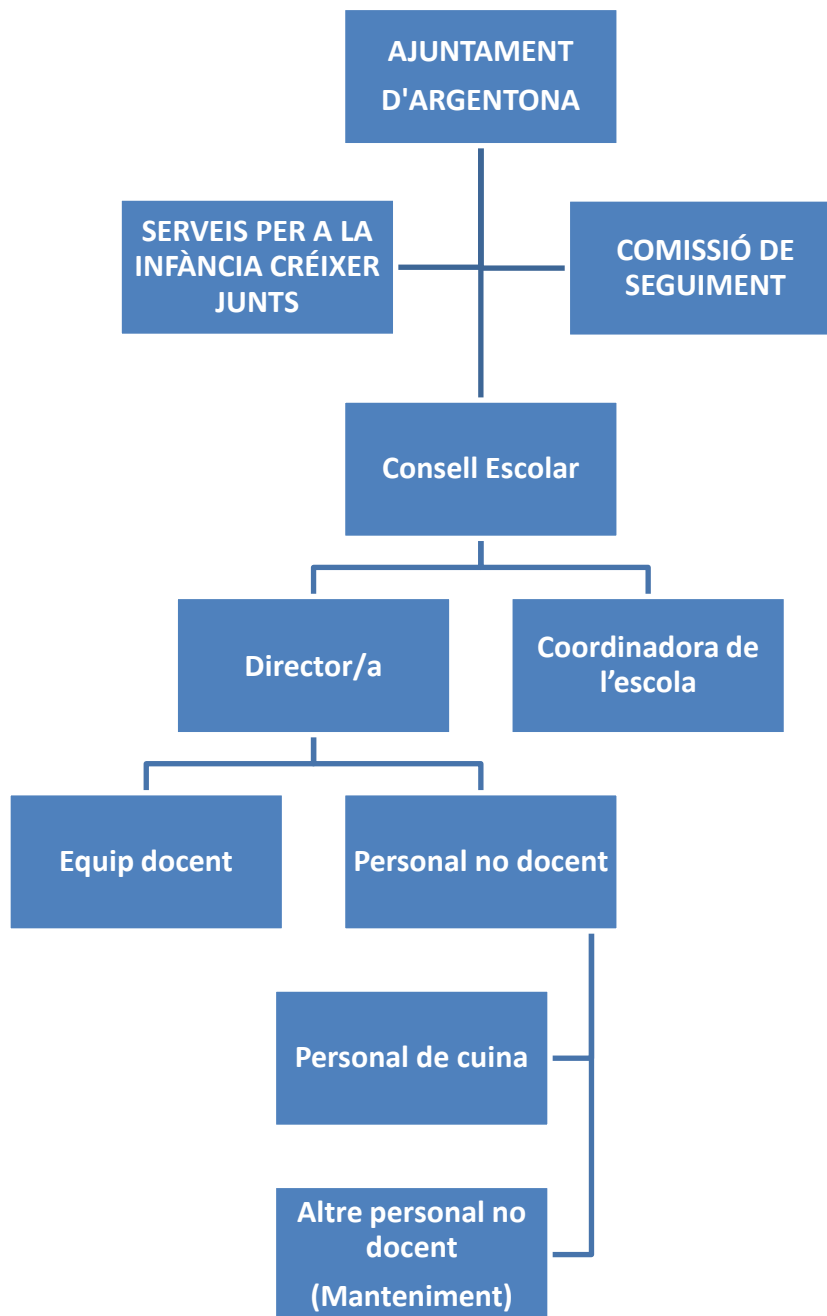 AJUNTAMENT
D'ARGENTONA
SERVEIS PER A LA
INFÀNCIA CRÉIXER
JUNTS
COMISSIÓ DE
SEGUIMENT
Consell Escolar
Director/a
Coordinadora de
l’escola
Equip docent
Personal no docent
Personal de cuina
Altre personal no
docent
(Manteniment)